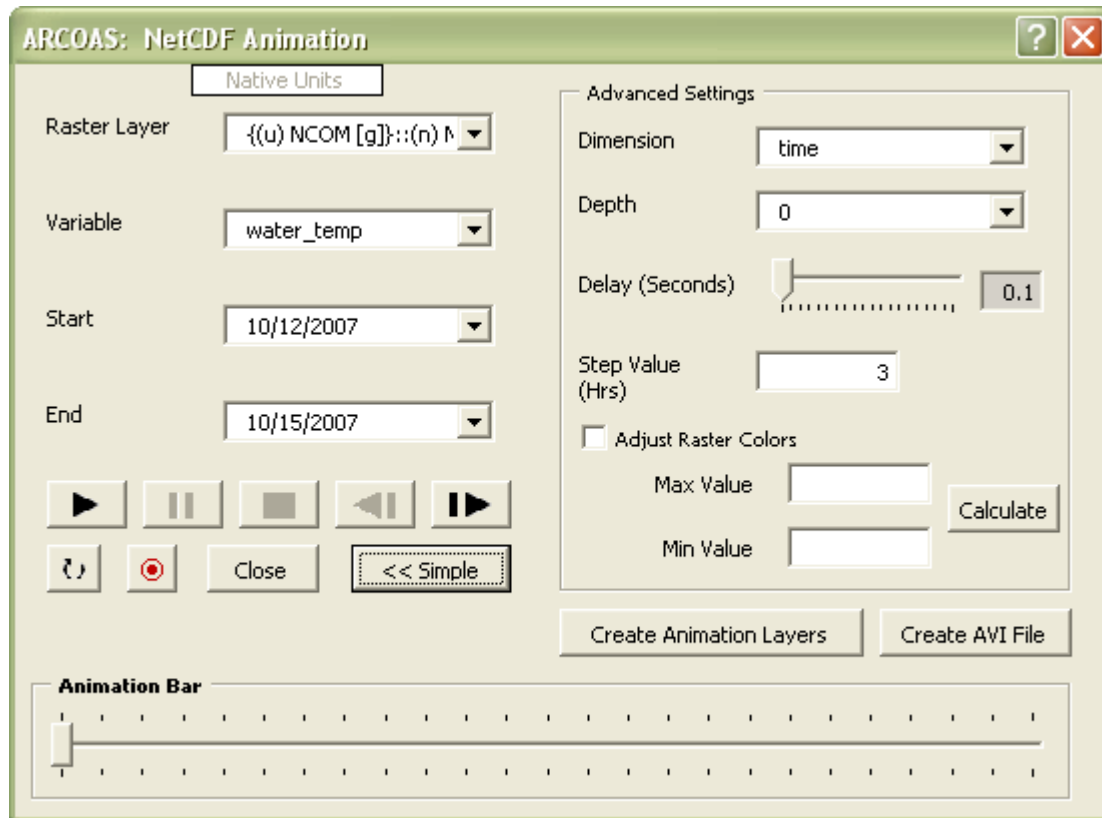 ARCOAS: NetCDF Animation
Native Units
Raster Layer
{(u) NCOM [g]}::(n) N
Variable
water_temp
Start
10/12/2007
End
10/15/2007
Close
<< Simple
Advanced Settings
Dimension
time
Depth
0
Delay (Seconds)
0.1
Step Value
(Hrs)
3
Adjust Raster Colors
Max Value
Min Value
Calculate
Create Animation Layers
Create AVI File
Animation Bar